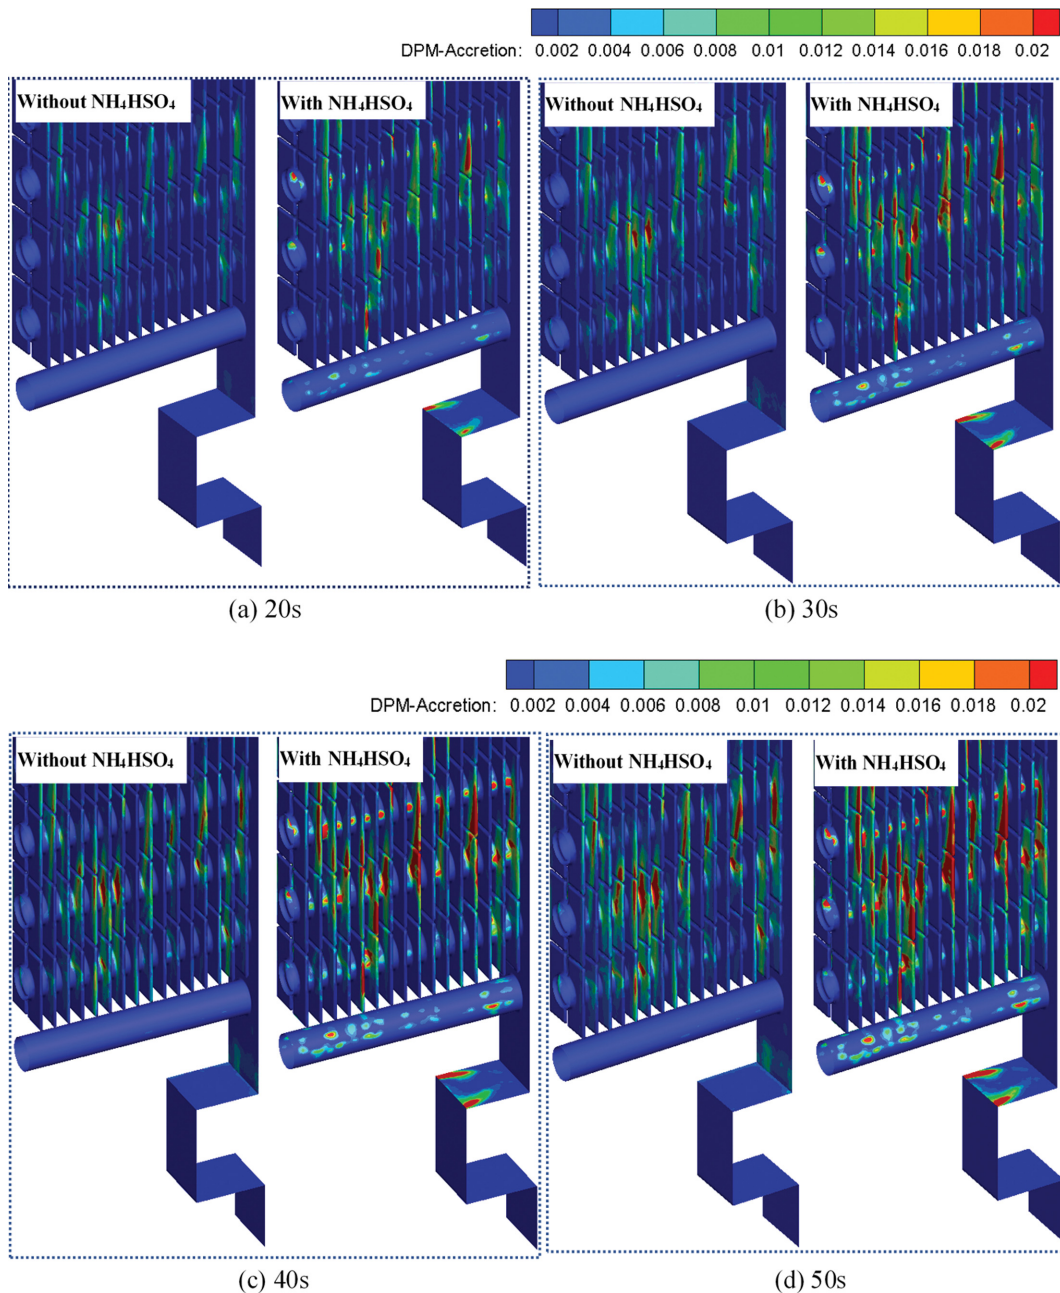 DPM-Accretion: 0.002 0.004 0.006 0.008 0.01 0.012 0.014 0.016 0.018 0.02
Without NH₄HSO₄ With NH₄HSO₄ Without NH₄HSO₄ With NH₄HSO₄
(a) 20s (b) 30s
DPM-Accretion: 0.002 0.004 0.006 0.008 0.01 0.012 0.014 0.016 0.018 0.02
Without NH₄HSO₄ With NH₄HSO₄ Without NH₄HSO₄ With NH₄HSO₄
(c) 40s (d) 50s